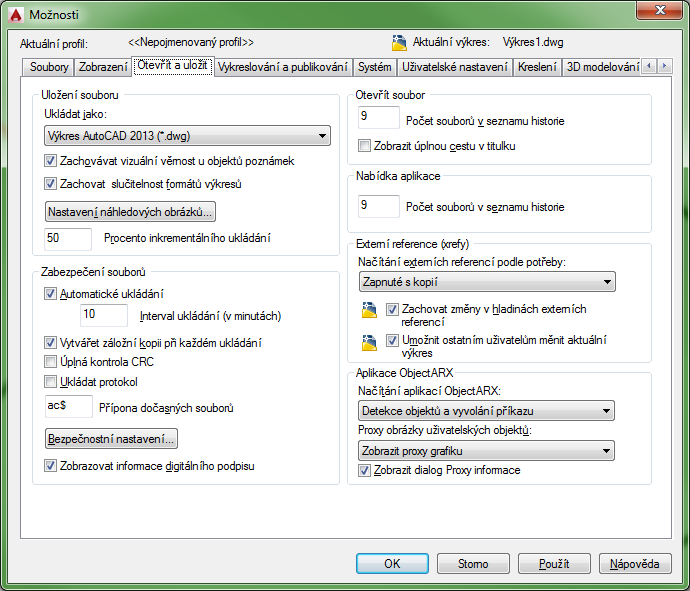 Možnosti
Aktuální profil: <<Nepojmenovaný profil>> Aktuální výkres: Výkres1.dwg
Soubory Zobrazení Otevřít a uložit Vykreslování a publikování Systém Uživatelské nastavení Kreslení 3D modelování
Uložení souboru
Ukládat jako:
Výkres AutoCAD 2013 (*.dwg)
Zachovávat vizuální věrnost u objektů poznámek
Zachovat slučitelnost formátů výkresů
Nastavení náhledových obrázků...
50 Procento inkrementálního ukládání
Zabezpečení souborů
Automatické ukládání
10 Interval ukládání (v minutách)
Vytvářet záložní kopii při každém ukládání
Úplná kontrola CRC
Ukládat protokol
ac$ Přípona dočasných souborů
Bezpečnostní nastavení...
Zobrazovat informace digitálního podpisu
Otevřít soubor
9 Počet souborů v seznamu historie
Zobrazit úplnou cestu v titulku
Nabídka aplikace
9 Počet souborů v seznamu historie
Externí reference (xrefy)
Načítání externích referencí podle potřeby:
Zapnuté s kopií
Zachovat změny v hladinách externích
referencí
Umožnit ostatním uživatelům měnit aktuální
výkres
Aplikace ObjectARX
Načítání aplikací ObjectARX:
Detekce objektů a vyvolání příkazu
Proxy obrázky uživatelských objektů:
Zobrazit proxy grafiku
Zobrazit dialog Proxy informace
OK Storno Použít Nápověda